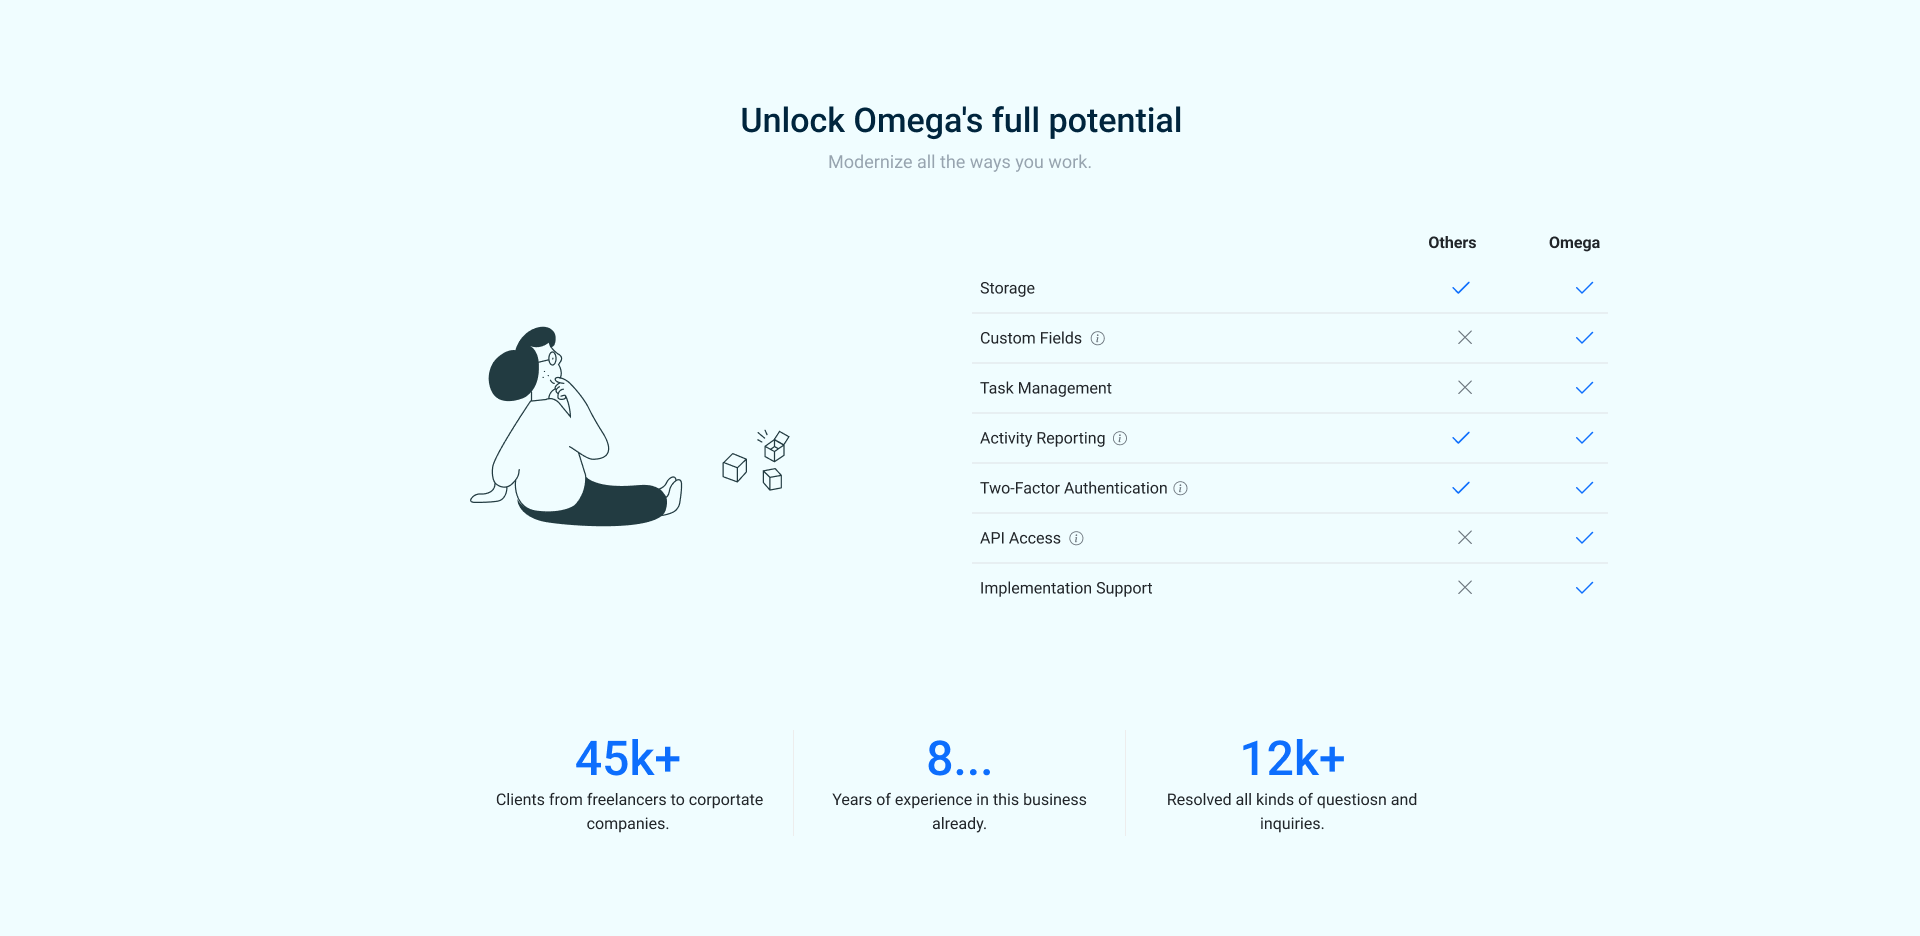 Unlock Omega's full potential
Modernize all the ways you work.
Others Omega
Storage
Custom Fields
Task Management
Activity Reporting
Two-Factor Authentication
API Access
Implementation Support
45k+
Clients from freelancers to corportate
companies.
8...
Years of experience in this business
already.
12k+
Resolved all kinds of questiosn and
inquiries.